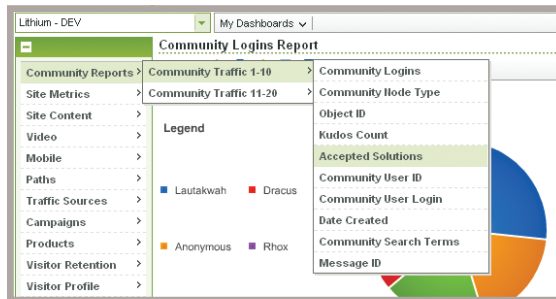 Lithium - DEV
My Dashboards
Community Logins Report
Community Reports
Site Metrics
Site Content
Video
Mobile
Paths
Traffic Sources
Campaigns
Products
Visitor Retention
Visitor Profile
Community Traffic 1-10
Community Traffic 11-20
Community Logins
Community Node Type
Object ID
Kudos Count
Accepted Solutions
Community User ID
Community User Login
Date Created
Community Search Terms
Message ID
Legend
Lautakwah
Dracus
Anonymous
Rhox